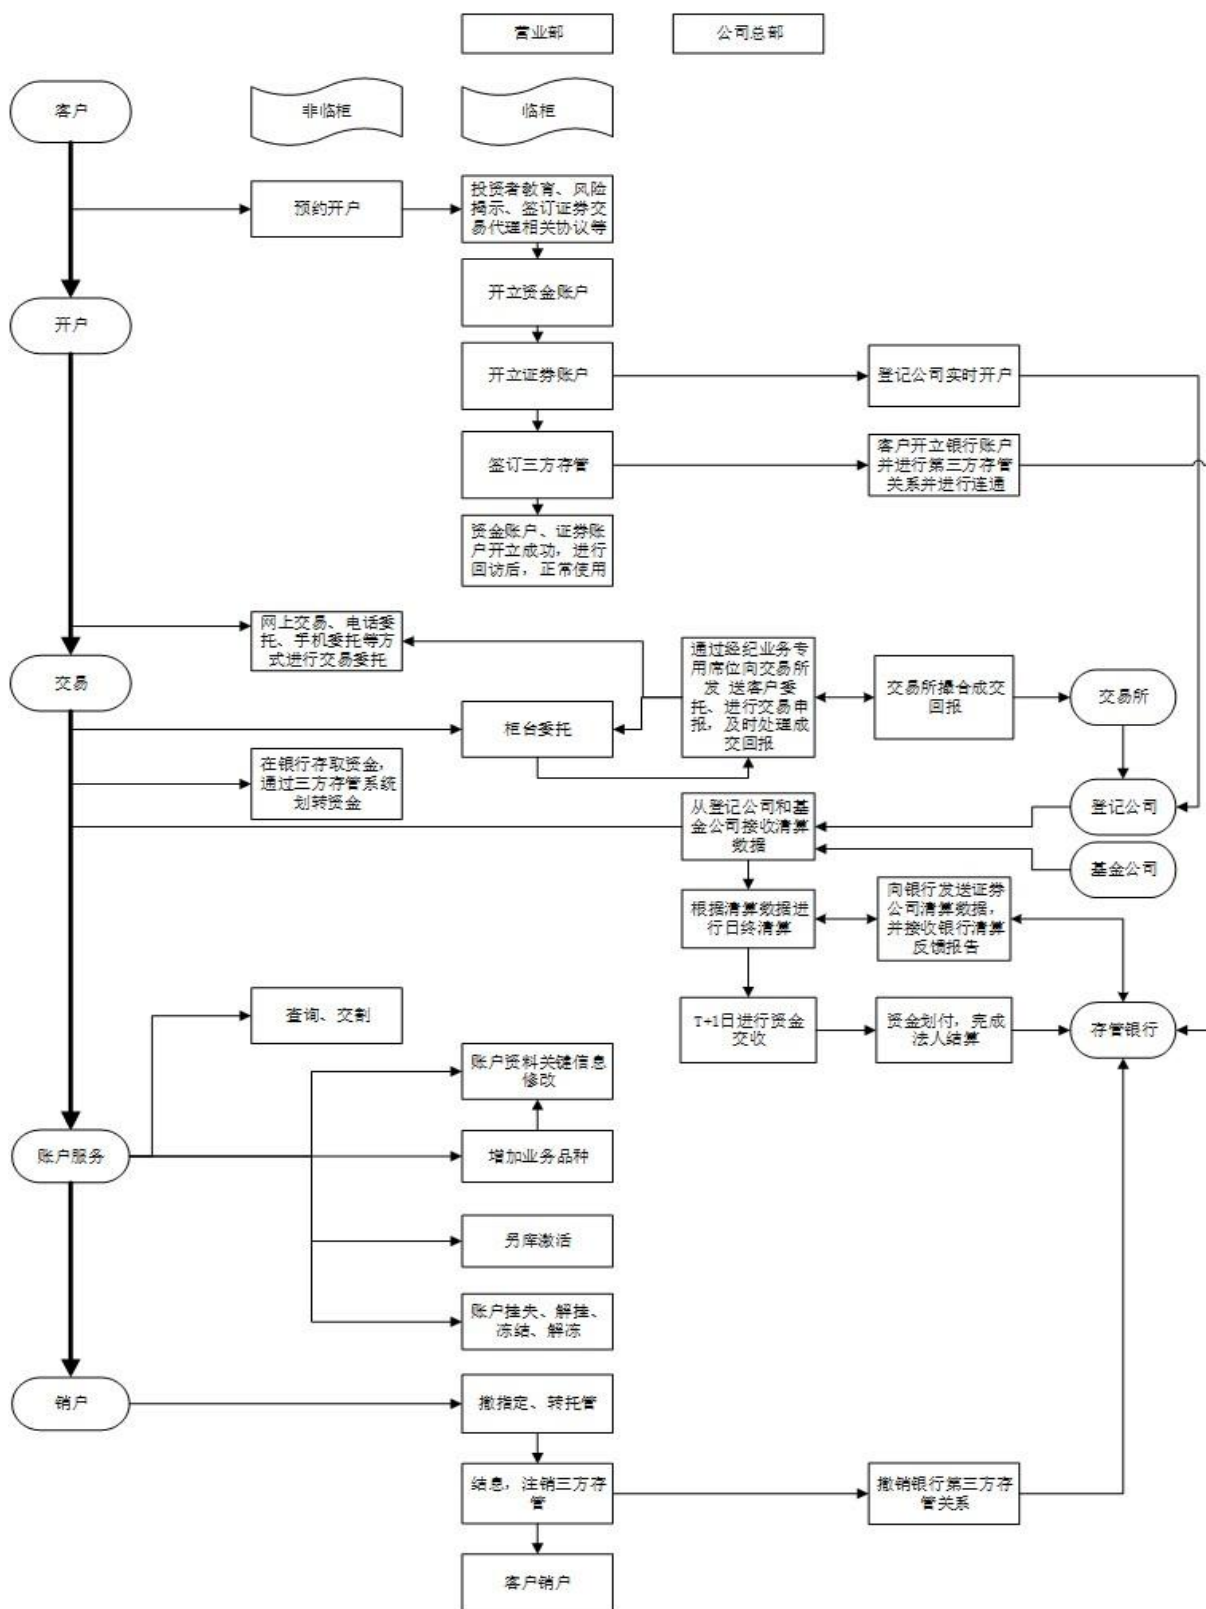 营业部
公司总部
客户
非临柜
临柜
预约开户
投资者教育、风险
揭示、签订证券交
易代理相关协议等
开立资金账户
开户
开立证券账户
登记公司实时开户
签订三方存管
客户开立银行账户
并进行第三方存管
关系并进行连通
资金账户、证券账
户开立成功，进行
回访后，正常使用
网上交易、电话委
托、手机委托等方
式进行交易委托
交易
通过经纪业务专
用席位向交易所
发 送客户委
托、进行交易申
报，及时处理成
交回报
交易所撮合成交
回报
交易所
柜台委托
在银行存取资金，
通过三方存管系统
划转资金
从登记公司和基
金公司接收清算
数据
登记公司
基金公司
根据清算数据进
行日终清算
向银行发送证券
公司清算数据，
并接收银行清算
反馈报告
查询、交割
T+1日进行资金
交收
资金划付，完成
法人结算
存管银行
账户资料关键信息
修改
账户服务
增加业务品种
另库激活
账户挂失、解挂、
冻结、解冻
销户
撤指定、转托管
结息，注销三方存
管
撤销银行第三方存
管关系
客户销户